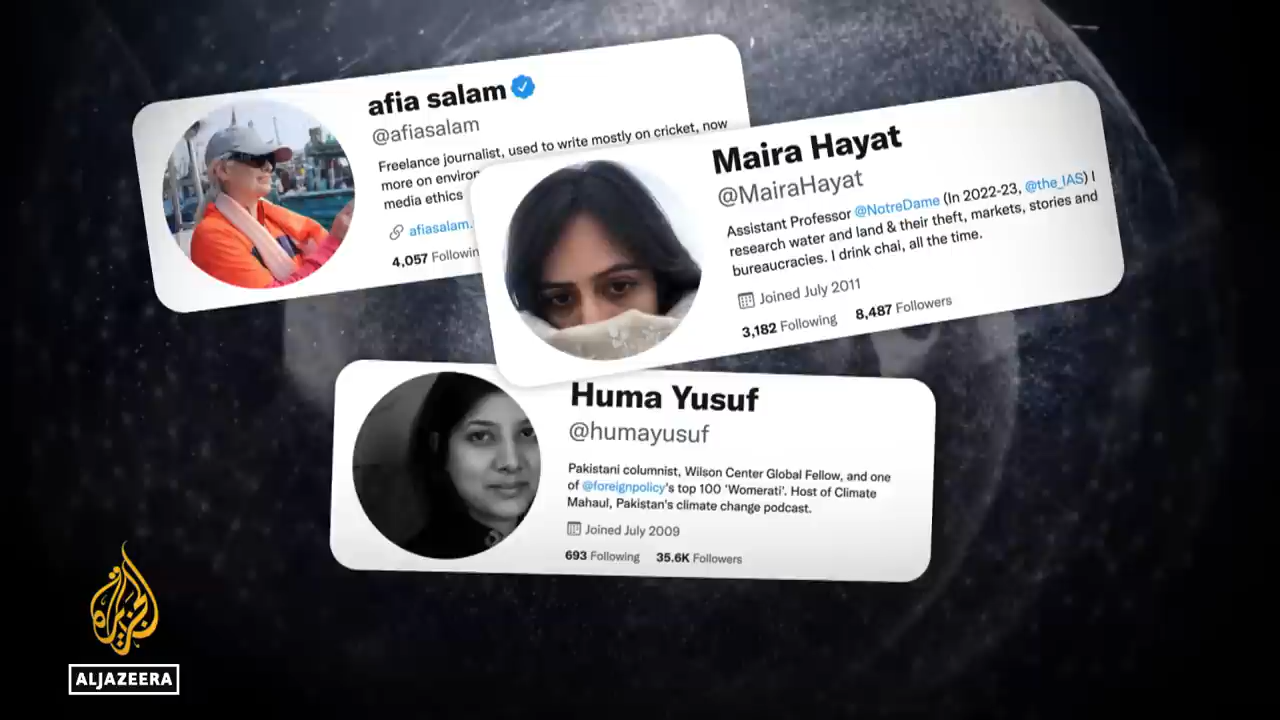 afia salam
@afiasalam
Freelance journalist, used to write mostly on cricket, now
more on environ
media ethics
afiasalam.
4,057 Followin
Maira Hayat
@MairaHayat
Assistant Professor @NotreDame (In 2022-23, @the_IAS) I
research water and land & their theft, markets, stories and
bureaucracies. I drink chai, all the time.
Joined July 2011
3,182 Following 8,487 Followers
Huma Yusuf
@humayusuf
Pakistani columnist, Wilson Center Global Fellow, and one
of @foreignpolicy's top 100 'Womerati'. Host of Climate
Mahaul, Pakistan's climate change podcast.
Joined July 2009
693 Following 35.6K Followers
الجزيرة
ALJAZEERA